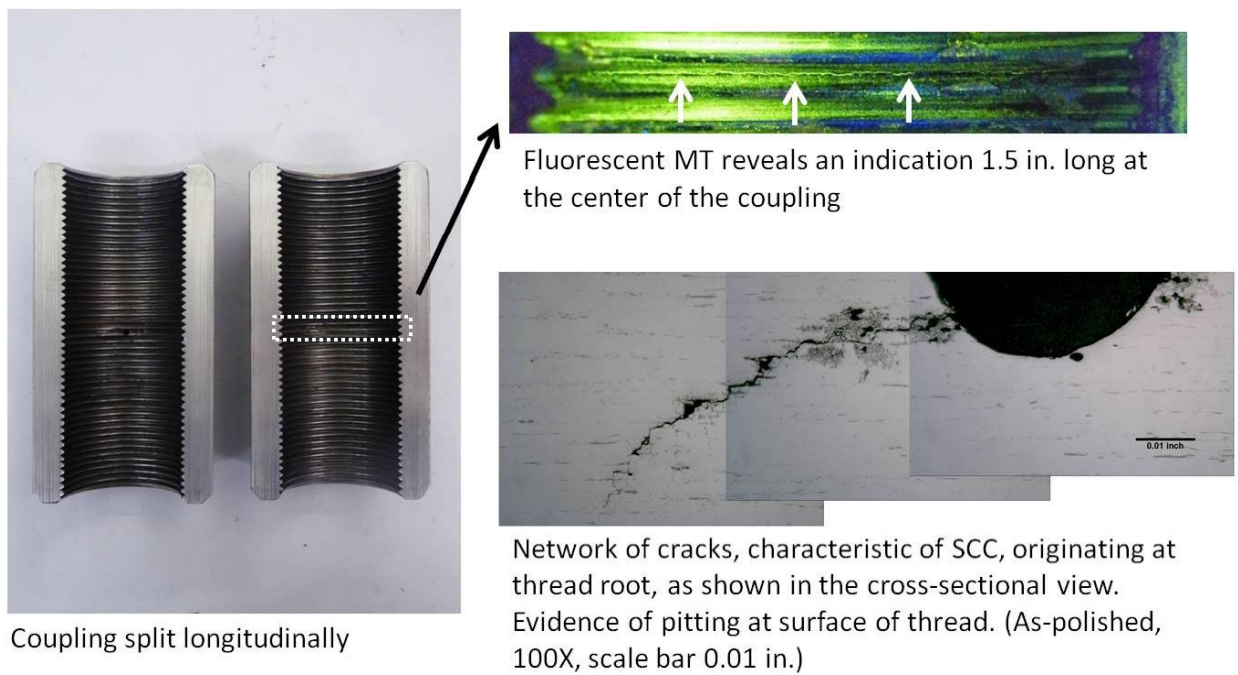 Fluorescent MT reveals an indication 1.5 in. long at
the center of the coupling
0.01 inch
Network of cracks, characteristic of SCC, originating at
thread root, as shown in the cross-sectional view.
Evidence of pitting at surface of thread. (As-polished,
100X, scale bar 0.01 in.)
Coupling split longitudinally